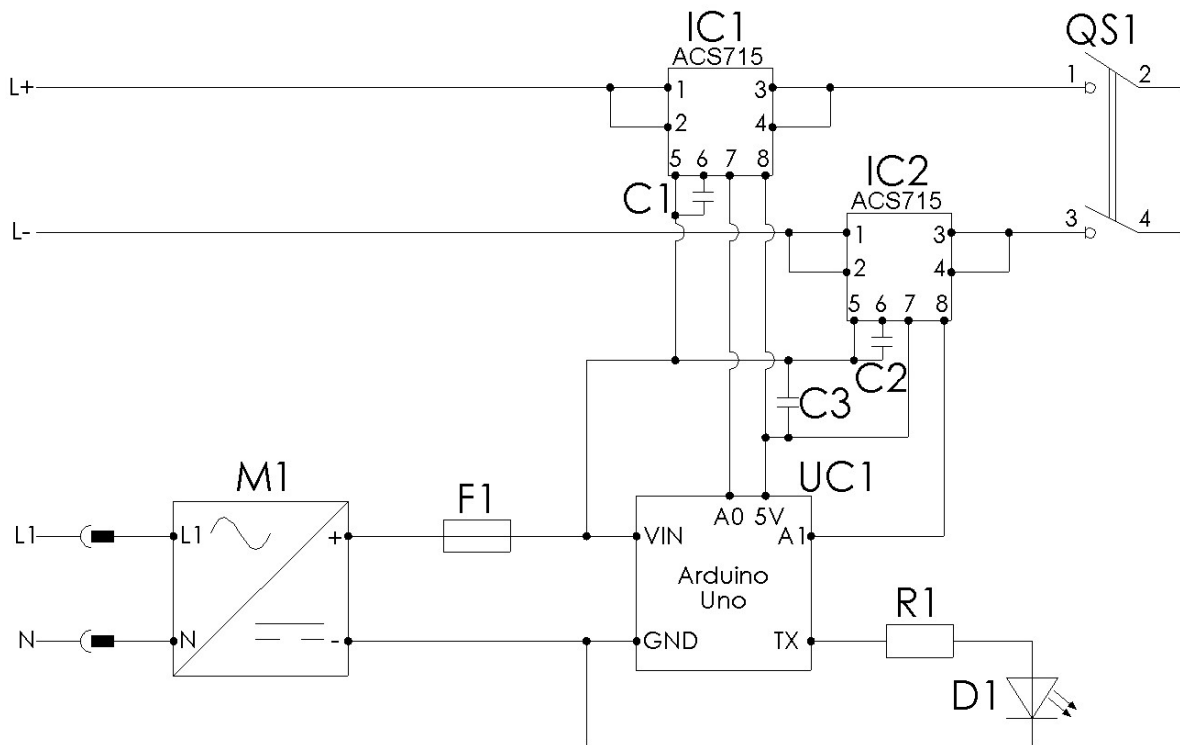 IC1
ACS715
QS1
L+
1
3
1
2
2
4
5 6 7 8
C1
IC2
ACS715
L-
1
3
3
4
2
4
5 6 7 8
C2
C3
M1
F1
UC1
A0 5V
L1
L1
+
VIN
A1
Arduino
Uno
R1
N
N
-
GND
TX
D1